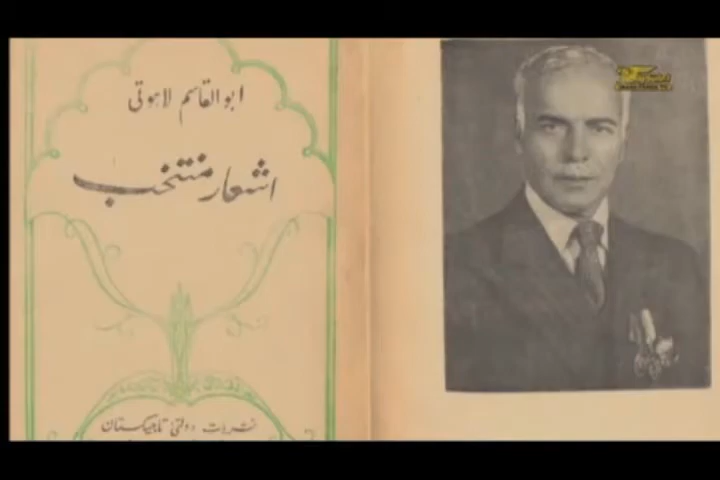 ابوالقاسم لاهوتی
اشعار منتخب
نشریات دولتی تاجیکستان